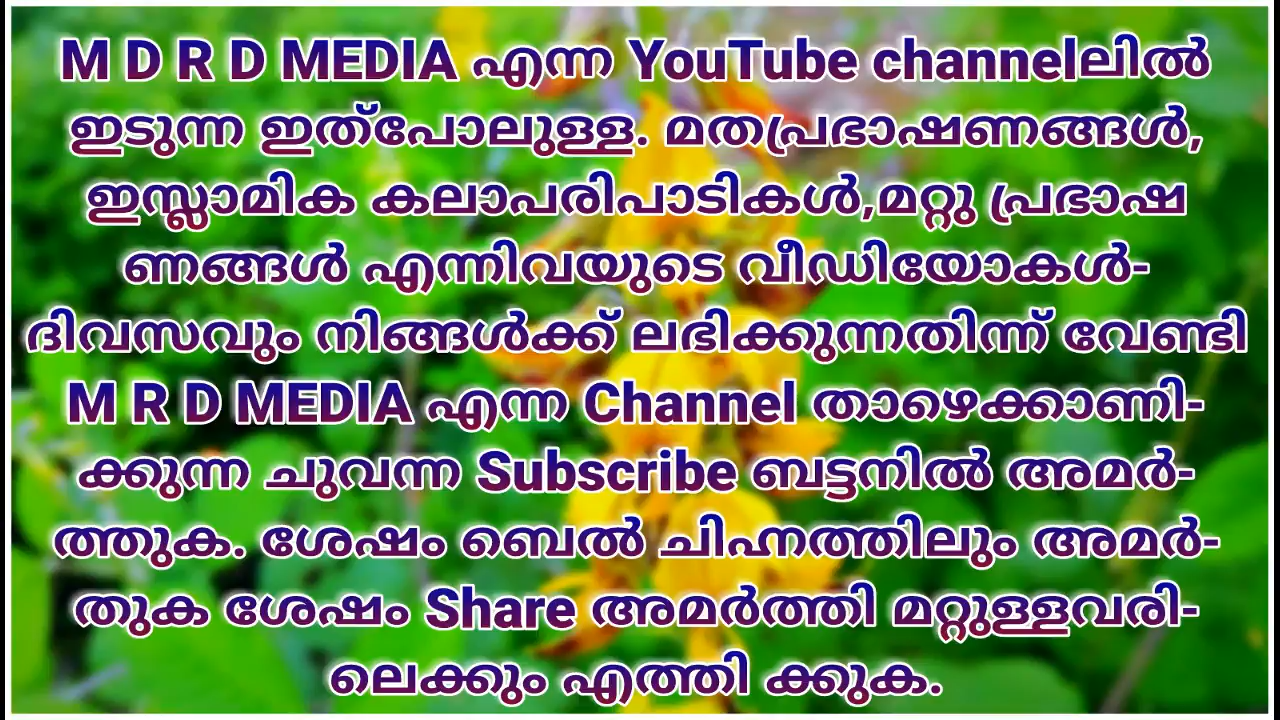 M D R D MEDIA എന്ന YouTube channelലിൽ
ഇടുന്ന ഇത്പോലുള്ള. മതപ്രഭാഷണങ്ങൾ,
ഇസ്ലാമിക കലാപരിപാടികൾ,മറ്റു പ്രഭാഷ
ണങ്ങൾ എന്നിവയുടെ വീഡിയോകൾ-
ദിവസവും നിങ്ങൾക്ക് ലഭിക്കുന്നതിന്ന് വേണ്ടി
M R D MEDIA എന്ന Channel താഴെക്കാണി-
ക്കുന്ന ചുവന്ന Subscribe ബട്ടനിൽ അമർ-
ത്തുക. ശേഷം ബെൽ ചിഹ്നത്തിലും അമർ-
തുക ശേഷം Share അമർത്തി മറ്റുള്ളവരി-
ലെക്കും എത്തി ക്കുക.